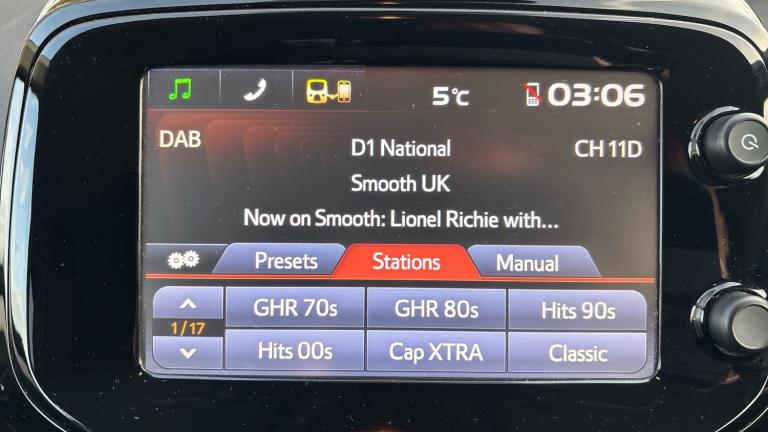 5°C 03:06
DAB D1 National CH 11D
Smooth UK
Now on Smooth: Lionel Richie with...
Presets Stations Manual
GHR 70s GHR 80s Hits 90s
1/17
Hits 00s Cap XTRA Classic